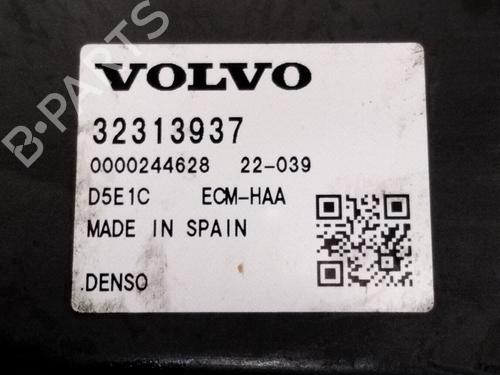 VOLVO
32313937
0000244628 22-039
D5E1C ECM-HAA
MADE IN SPAIN
DENSO
B-PARTS